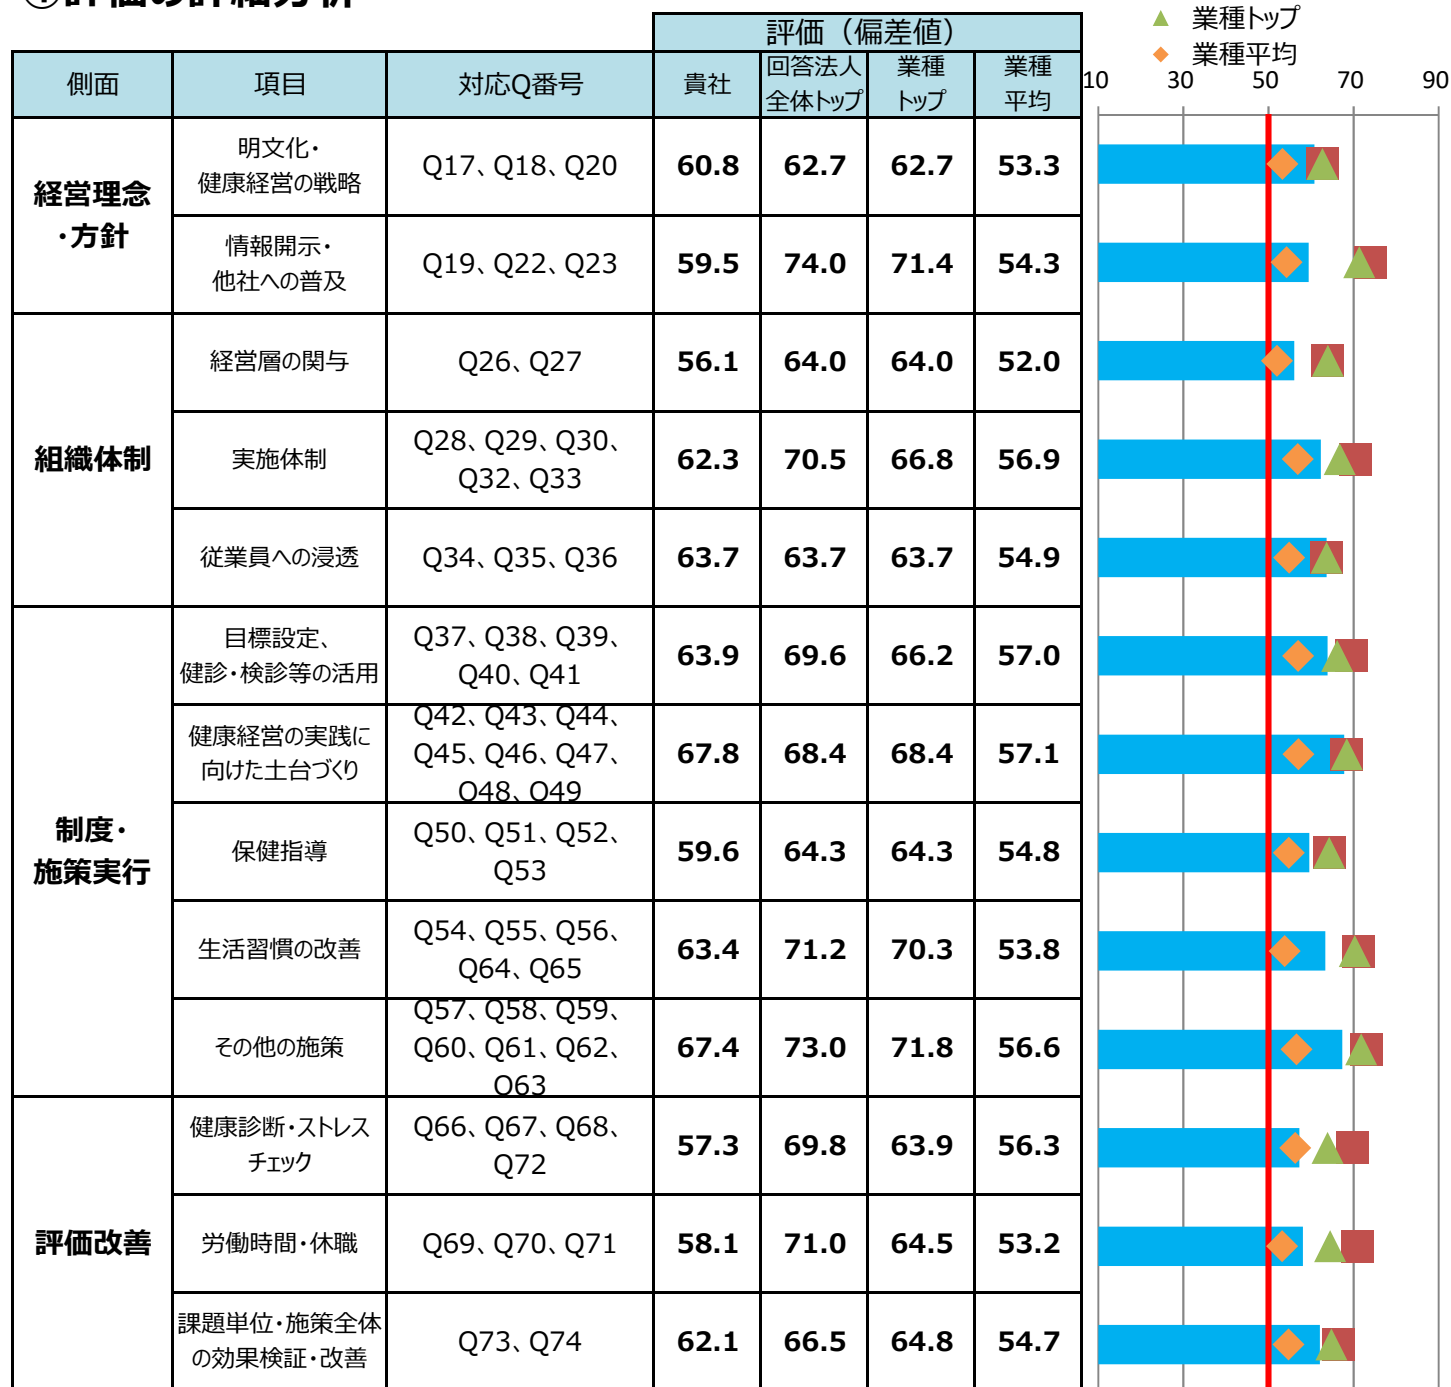 ①評価の詳細分析
▲ 業種トップ
◆ 業種平均
評価（偏差値）
側面 項目 対応Q番号 貴社 回答法人 業種 業種
全体トップ トップ 平均
10 30 50 70 90
経営理念
・方針
明文化・
健康経営の戦略
Q17、Q18、Q20 60.8 62.7 62.7 53.3
情報開示・
他社への普及
Q19、Q22、Q23 59.5 74.0 71.4 54.3
組織体制
経営層の関与 Q26、Q27 56.1 64.0 64.0 52.0
実施体制
Q28、Q29、Q30、
Q32、Q33
62.3 70.5 66.8 56.9
従業員への浸透 Q34、Q35、Q36 63.7 63.7 63.7 54.9
制度・
施策実行
目標設定、
健診・検診等の活用
Q37、Q38、Q39、
Q40、Q41
63.9 69.6 66.2 57.0
健康経営の実践に
向けた土台づくり
Q42、Q43、Q44、
Q45、Q46、Q47、
Q48、Q49
67.8 68.4 68.4 57.1
保健指導
Q50、Q51、Q52、
Q53
59.6 64.3 64.3 54.8
生活習慣の改善
Q54、Q55、Q56、
Q64、Q65
63.4 71.2 70.3 53.8
その他の施策
Q57、Q58、Q59、
Q60、Q61、Q62、
Q63
67.4 73.0 71.8 56.6
評価改善
健康診断・ストレス
チェック
Q66、Q67、Q68、
Q72
57.3 69.8 63.9 56.3
労働時間・休職 Q69、Q70、Q71 58.1 71.0 64.5 53.2
課題単位・施策全体
の効果検証・改善
Q73、Q74 62.1 66.5 64.8 54.7